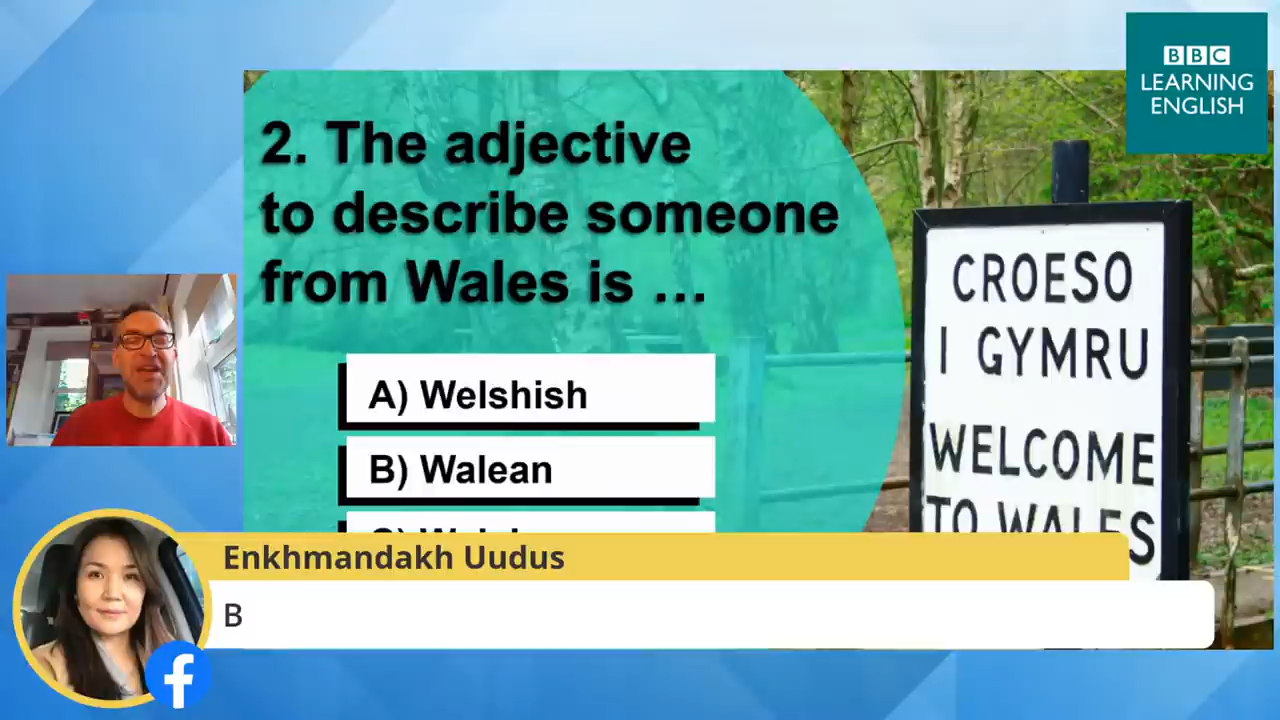 BBC
LEARNING
ENGLISH
2. The adjective
to describe someone
from Wales is ...
A) Welshish
B) Walean
CROESO
I GYMRU
WELCOME
TO WALES
Enkhmandakh Uudus
B